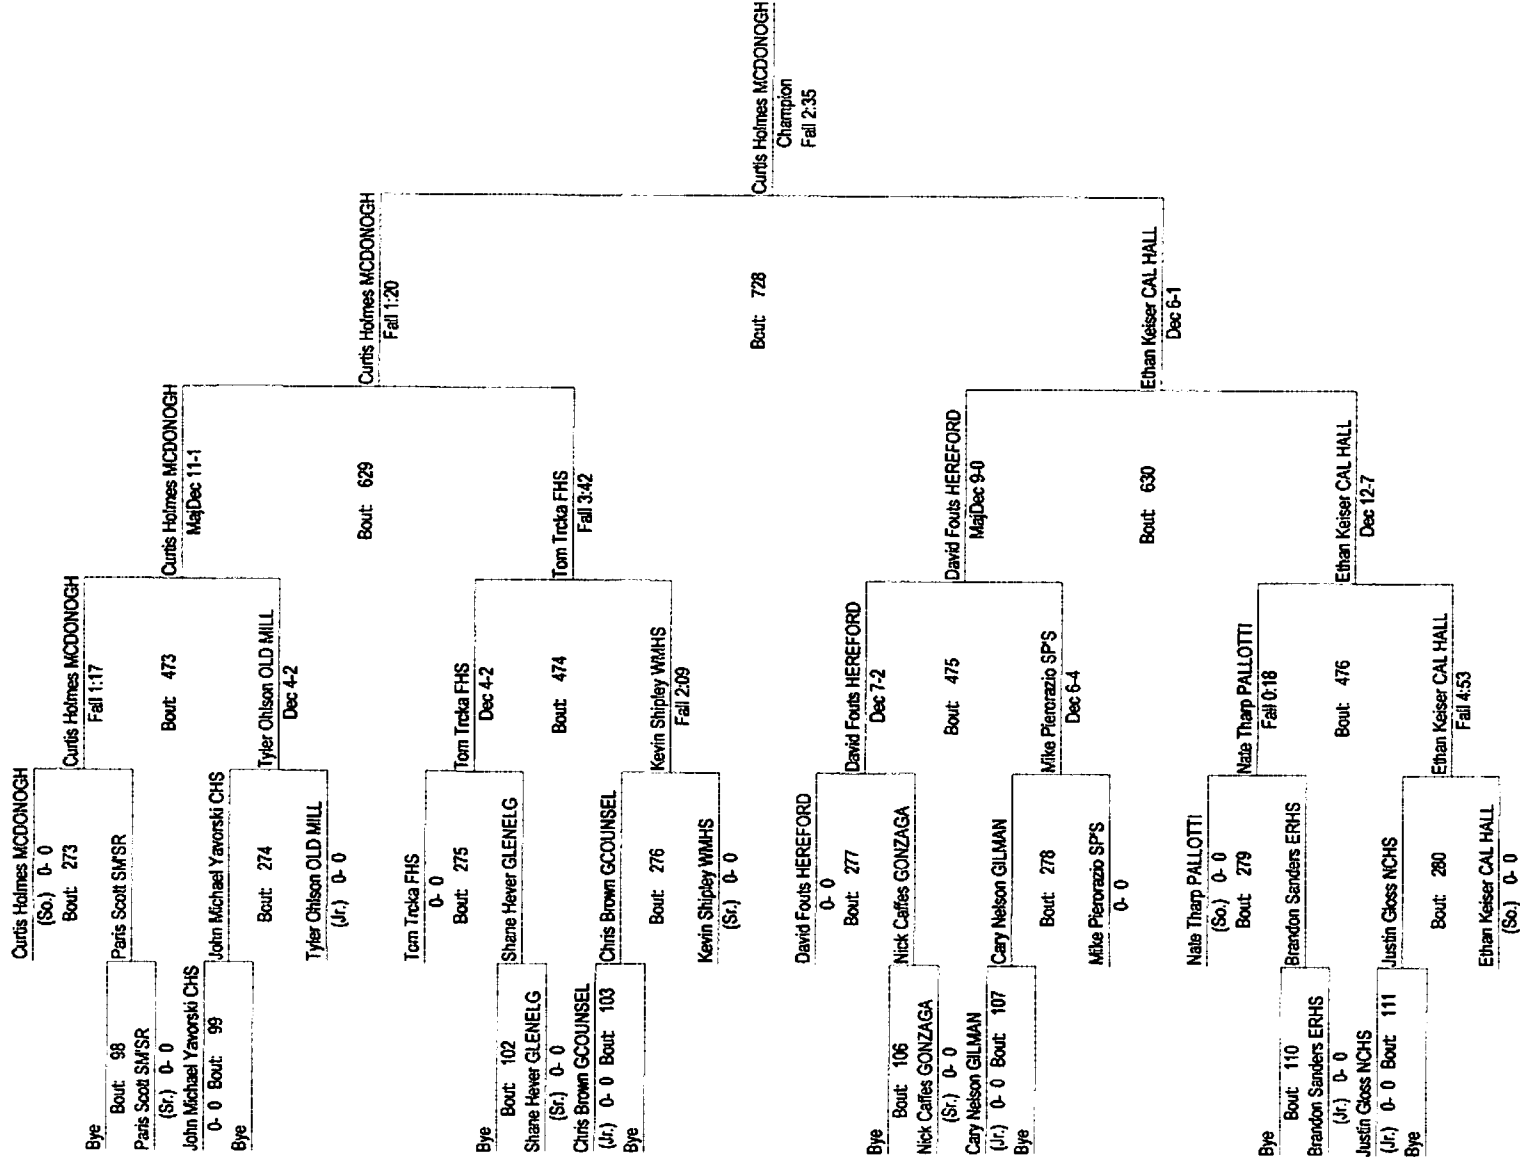 Bye
Bout: 98
Paris Scott SM'SR
(Sr.) 0- 0
John Michael Yavorski CHS
0- 0 Bout: 99
Bye
Bye
Bout: 102
Shane Hever GLENELG
(Sr.) 0- 0
Chris Brown GCOUNSEL
(Jr.) 0- 0 Bout: 103
Bye
Bye
Bout: 106
Nick Caffes GONZAGA
(Sr.) 0- 0
Cary Nelson GILMAN
(Jr.) 0- 0 Bout: 107
Bye
Bye
Bout: 110
Brandon Sanders ERHS
(Jr.) 0- 0
Justin Gloss NCHS
(Jr.) 0- 0 Bout: 111
Bye
Curtis Holmes MCDONOGH
(So.) 0- 0
Bout: 273
Paris Scott SM'SR
John Michael Yavorski CHS
Bout: 274
Tyler Ohlson OLD MILL
(Jr.) 0- 0
Tom Trcka FHS
0- 0
Bout: 275
Shane Hever GLENELG
Chris Brown GCOUNSEL
Bout: 276
Kevin Shipley WMHS
(Sr.) 0- 0
David Fouts HEREFORD
0- 0
Bout: 277
Nick Caffes GONZAGA
Cary Nelson GILMAN
Bout: 278
Mike Pierorazio SP'S
0- 0
Nate Tharp PALLOTTI
(So.) 0- 0
Bout: 279
Brandon Sanders ERHS
Justin Gloss NCHS
Bout: 280
Ethan Keiser CAL HALL
(So.) 0- 0
Curtis Holmes MCDONOGH
Fall 1:17
Bout: 473
Tyler Ohlson OLD MILL
Dec 4-2
Tom Trcka FHS
Dec 4-2
Bout: 474
Kevin Shipley WMHS
Fall 2:09
David Fouts HEREFORD
Dec 7-2
Bout: 475
Mike Pierorazio SP'S
Dec 6-4
Nate Tharp PALLOTTI
Fall 0:18
Bout: 476
Ethan Keiser CAL HALL
Fall 4:53
Curtis Holmes MCDONOGH
MajDec 11-1
Bout: 629
Tom Trcka FHS
Fall 3:42
David Fouts HEREFORD
MajDec 9-0
Bout: 630
Ethan Keiser CAL HALL
Dec 12-7
Curtis Holmes MCDONOGH
Fall 1:20
Bout: 728
Ethan Keiser CAL HALL
Dec 6-1
Curtis Holmes MCDONOGH
Champion
Fall 2:35